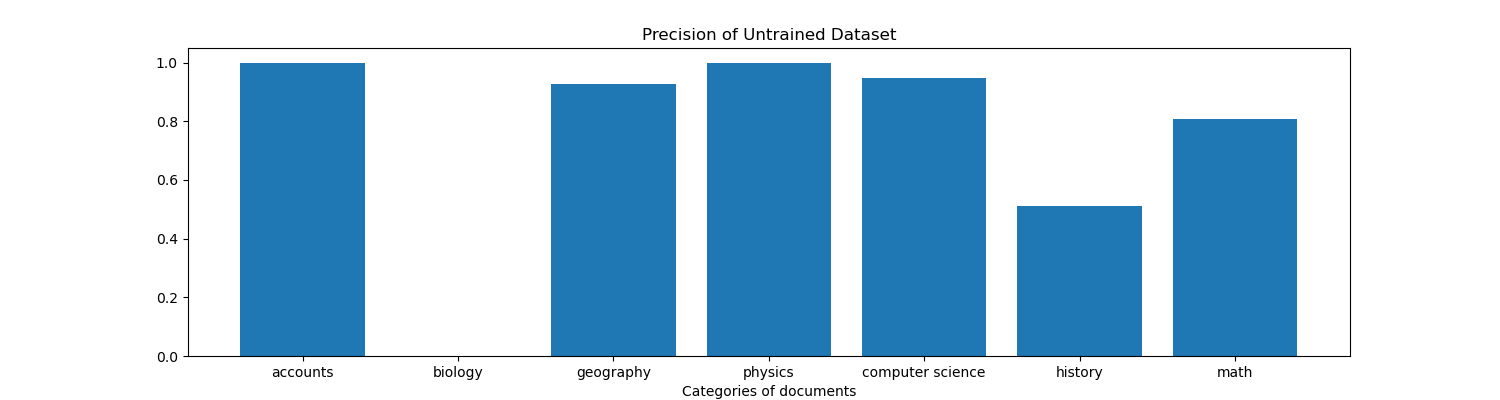 Precision of Untrained Dataset
1.0
0.8
0.6
0.4
0.2
0.0
accounts biology geography physics computer science history math
Categories of documents